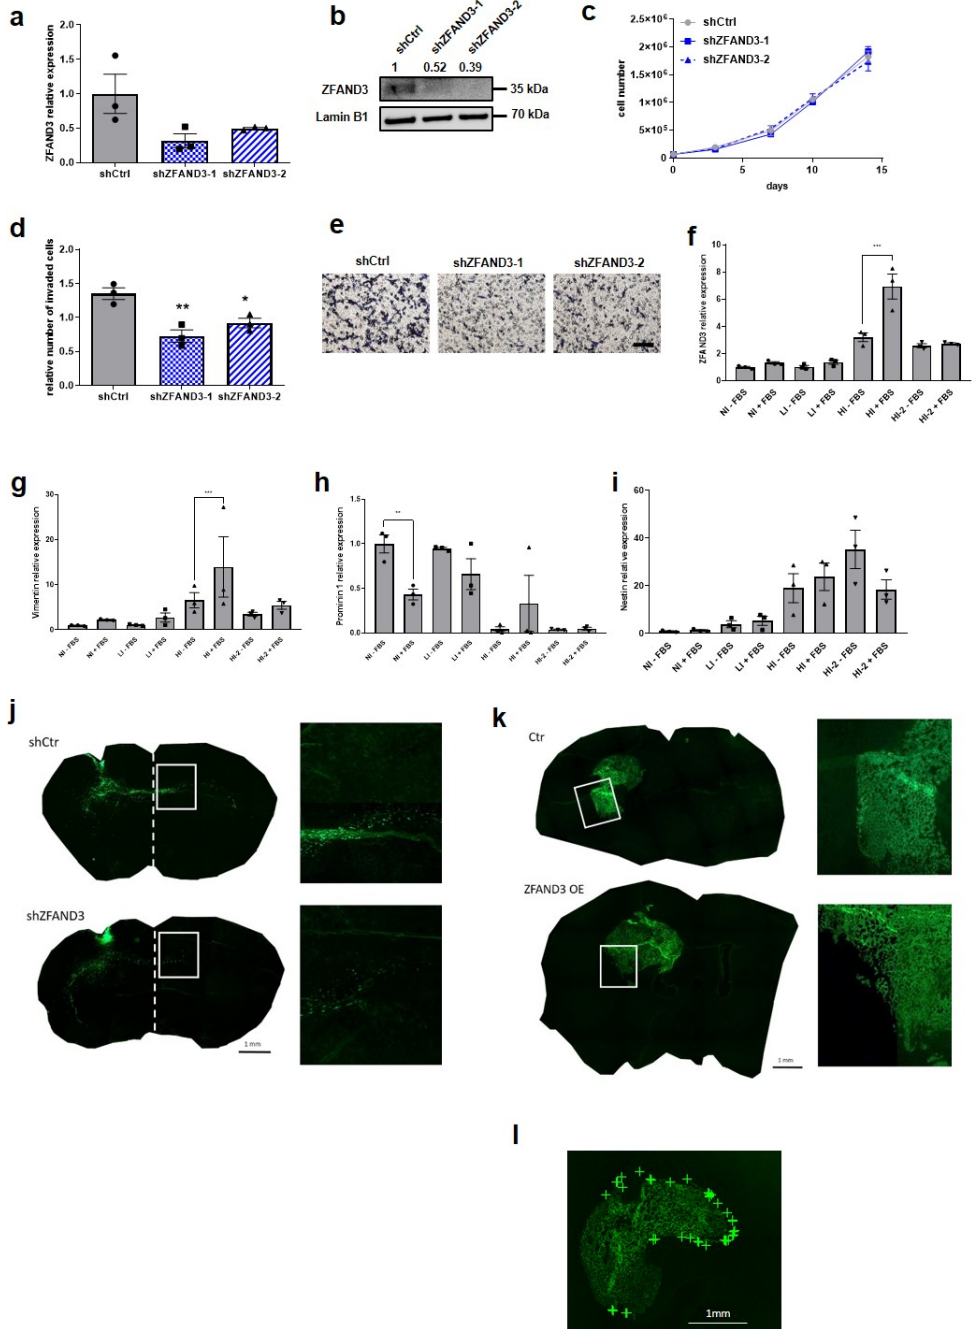 a
ZFAND3 relative expression
2.0
1.5
1.0
0.5
0.0
shCtrl
shZFAND3-1
shZFAND3-2
b
shCtrl
shZFAND3-1
shZFAND3-2
1
0.52
0.39
ZFAND3
35 kDa
Lamin B1
70 kDa
c
shCtrl
shZFAND3-1
shZFAND3-2
cell number
2.5×10⁶
2×10⁶
1.5×10⁶
1×10⁶
5×10⁵
0
0
5
10
15
days
d
relative number of invaded cells
2.0
1.5
1.0
0.5
0.0
**
*
shCtrl
shZFAND3-1
shZFAND3-2
e
shCtrl
shZFAND3-1
shZFAND3-2
f
ZFAND3 relative expression
10
8
6
4
2
0
***
NI - FBS
NI + FBS
LI - FBS
LI + FBS
HI - FBS
HI + FBS
HI-2 - FBS
HI-2 + FBS
g
Vimentin relative expression
30
20
10
0
***
NI - FBS
NI + FBS
LI - FBS
LI + FBS
HI - FBS
HI + FBS
HI-2 - FBS
HI-2 + FBS
h
Prominin 1 relative expression
1.5
1.0
0.5
0.0
**
NI - FBS
NI + FBS
LI - FBS
LI + FBS
HI - FBS
HI + FBS
HI-2 - FBS
HI-2 + FBS
i
Nestin relative expression
60
40
20
0
NI - FBS
NI + FBS
LI - FBS
LI + FBS
HI - FBS
HI + FBS
HI-2 - FBS
HI-2 + FBS
j
shCtr
shZFAND3
1 mm
k
Ctr
ZFAND3 OE
1 mm
l
1mm